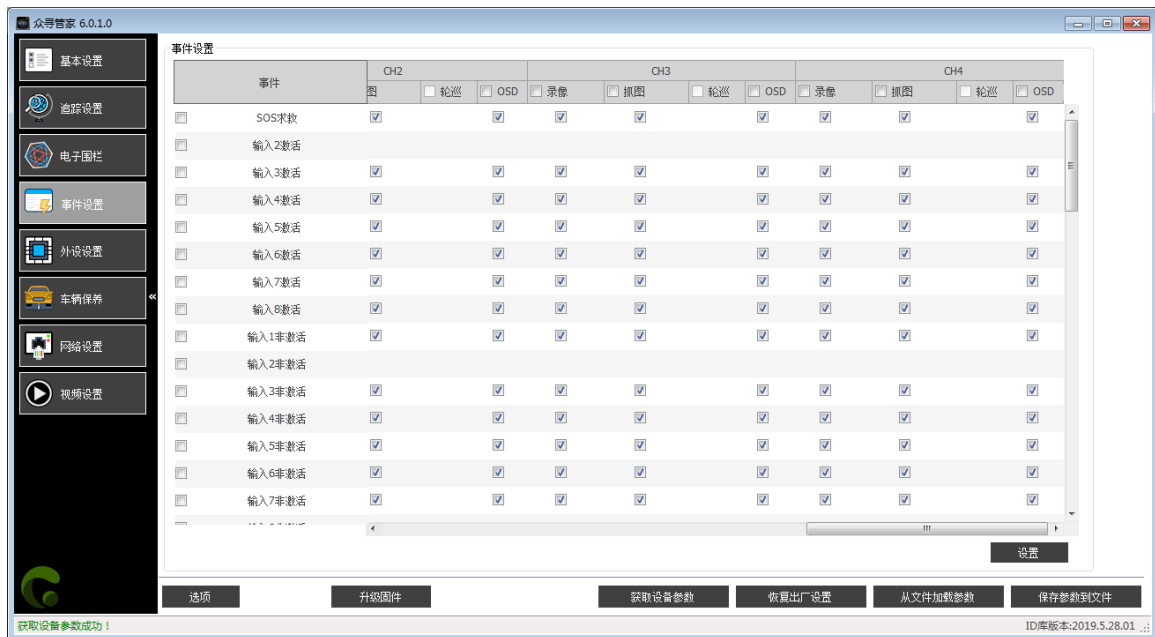 众寻管家 6.0.1.0
基本设置
追踪设置
电子围栏
事件设置
外设设置
车辆保养
网络设置
视频设置
«
事件设置
事件 CH2 CH3 CH4
图 轮巡 OSD 录像 抓图 轮巡 OSD 录像 抓图 轮巡 OSD
SOS求救
输入2激活
输入3激活
输入4激活
输入5激活
输入6激活
输入7激活
输入8激活
输入1非激活
输入2非激活
输入3非激活
输入4非激活
输入5非激活
输入6非激活
输入7非激活
设置
选项 升级固件 获取设备参数 恢复出厂设置 从文件加载参数 保存参数到文件
获取设备参数成功！ ID库版本:2019.5.28.01